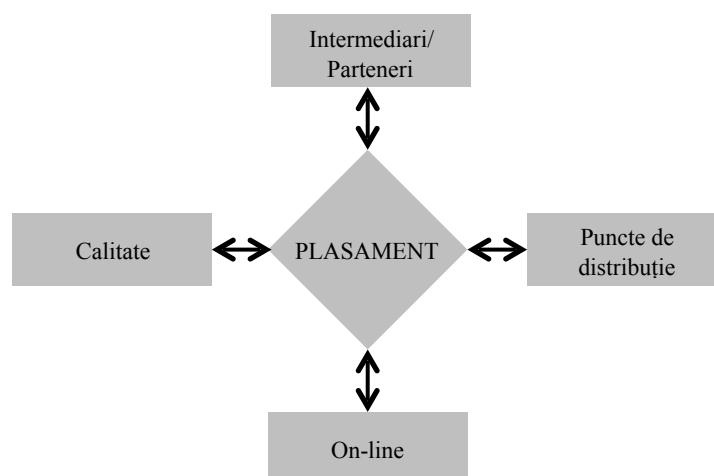 Intermediari/
Parteneri
Calitate
PLASAMENT
Puncte de
distribuție
On-line